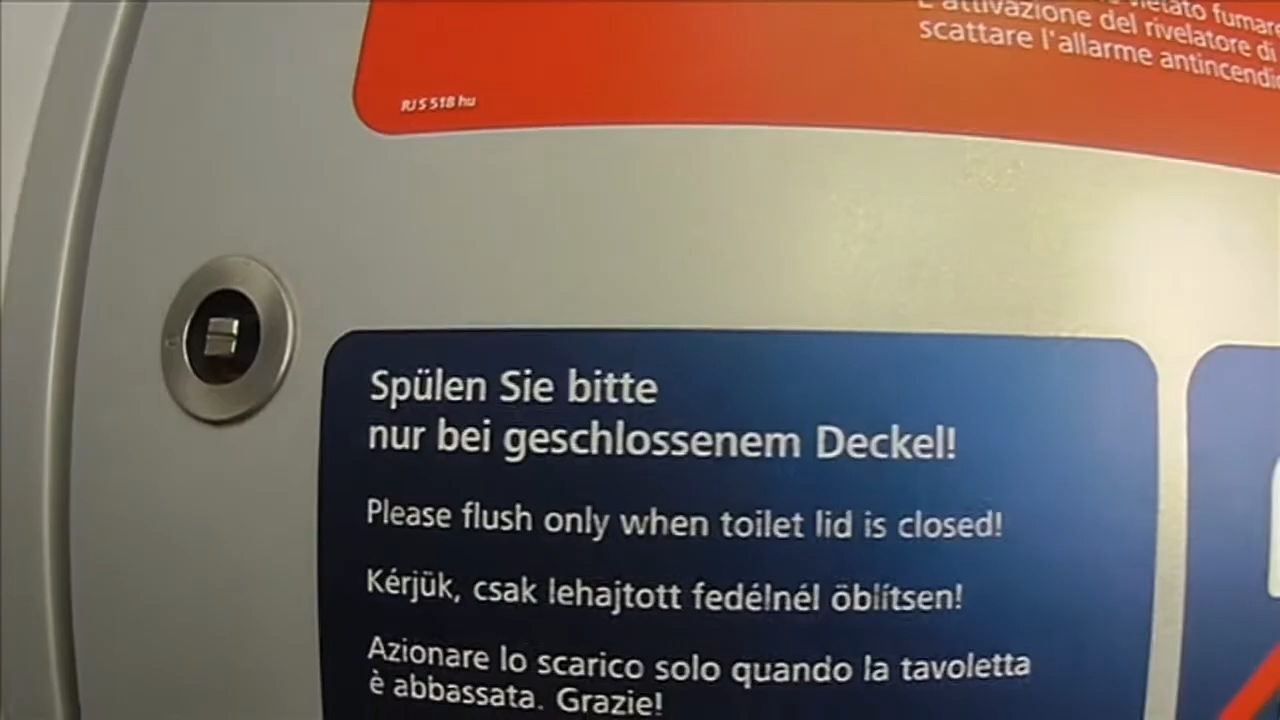 vietato fumare
L'attivazione del rivelatore di
scattare l'allarme antincendio
RJ S 518 hu
Spülen Sie bitte
nur bei geschlossenem Deckel!
Please flush only when toilet lid is closed!
Kérjük, csak lehajtott fedélnél öblítsen!
Azionare lo scarico solo quando la tavoletta
è abbassata. Grazie!